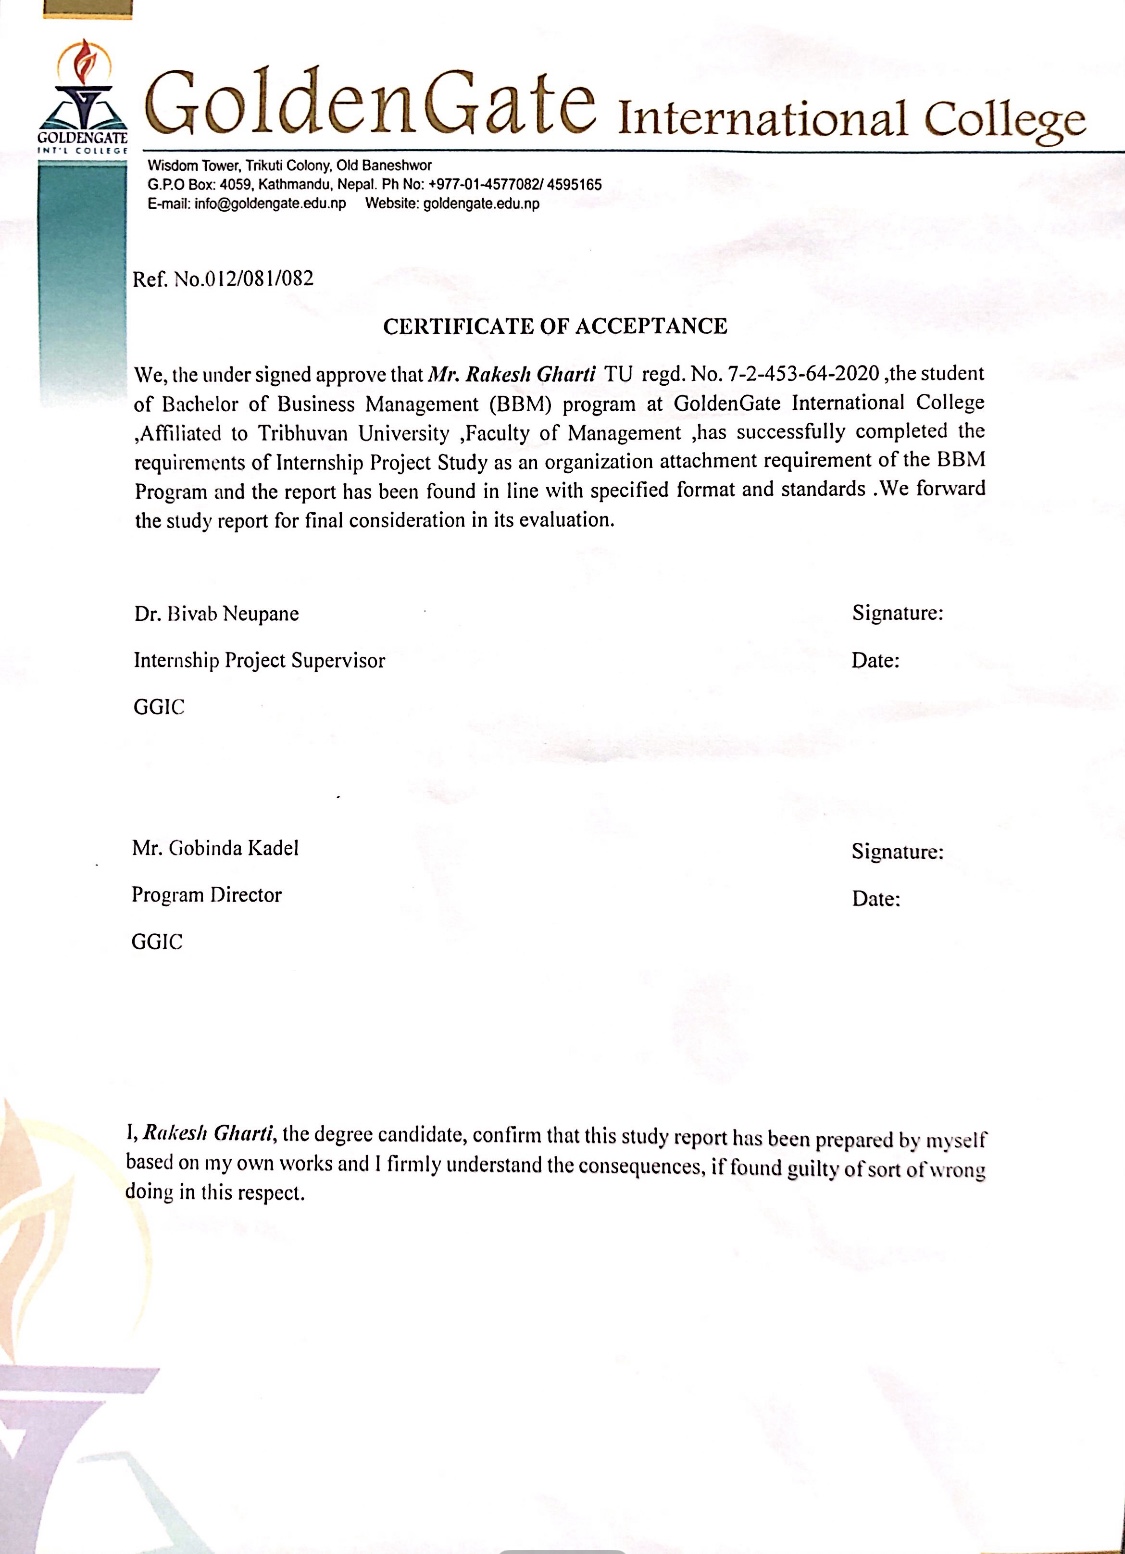 GoldenGate International College
GOLDENGATE
INT'L COLLEGE
Wisdom Tower, Trikuti Colony, Old Baneshwor
G.P.O Box: 4059, Kathmandu, Nepal. Ph No: +977-01-4577082/ 4595165
E-mail: info@goldengate.edu.np Website: goldengate.edu.np
Ref. No.012/081/082
CERTIFICATE OF ACCEPTANCE
We, the under signed approve that Mr. Rakesh Gharti TU regd. No. 7-2-453-64-2020 ,the student
of Bachelor of Business Management (BBM) program at GoldenGate International College
,Affiliated to Tribhuvan University ,Faculty of Management ,has successfully completed the
requirements of Internship Project Study as an organization attachment requirement of the BBM
Program and the report has been found in line with specified format and standards .We forward
the study report for final consideration in its evaluation.
Dr. Bivab Neupane Signature:
Internship Project Supervisor Date:
GGIC
Mr. Gobinda Kadel Signature:
Program Director Date:
GGIC
I, Rakesh Gharti, the degree candidate, confirm that this study report has been prepared by myself
based on my own works and I firmly understand the consequences, if found guilty of sort of wrong
doing in this respect.